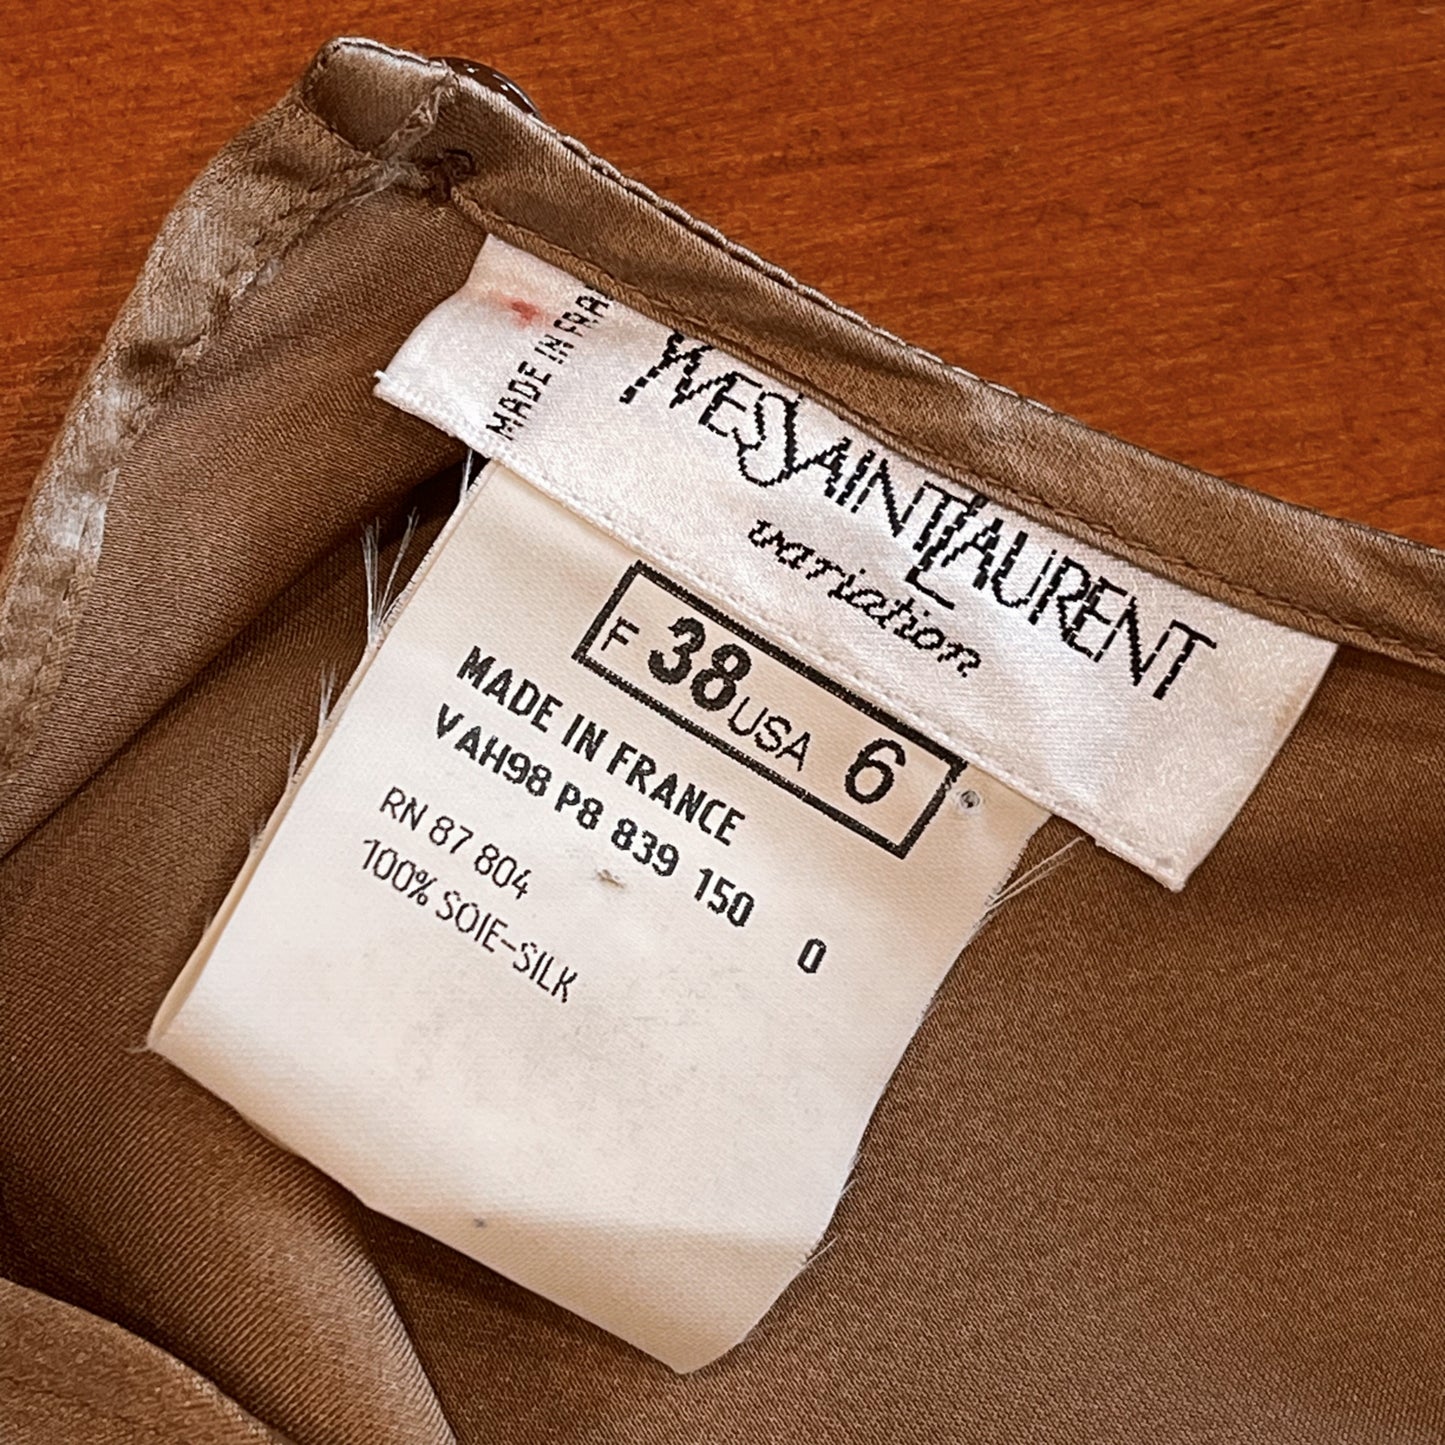 MADE IN FRA
YVES SAINT LAURENT
variation
F 38 USA 6
MADE IN FRANCE
VAH98 P8 839 150 0
RN 87 804
100% SOIE-SILK